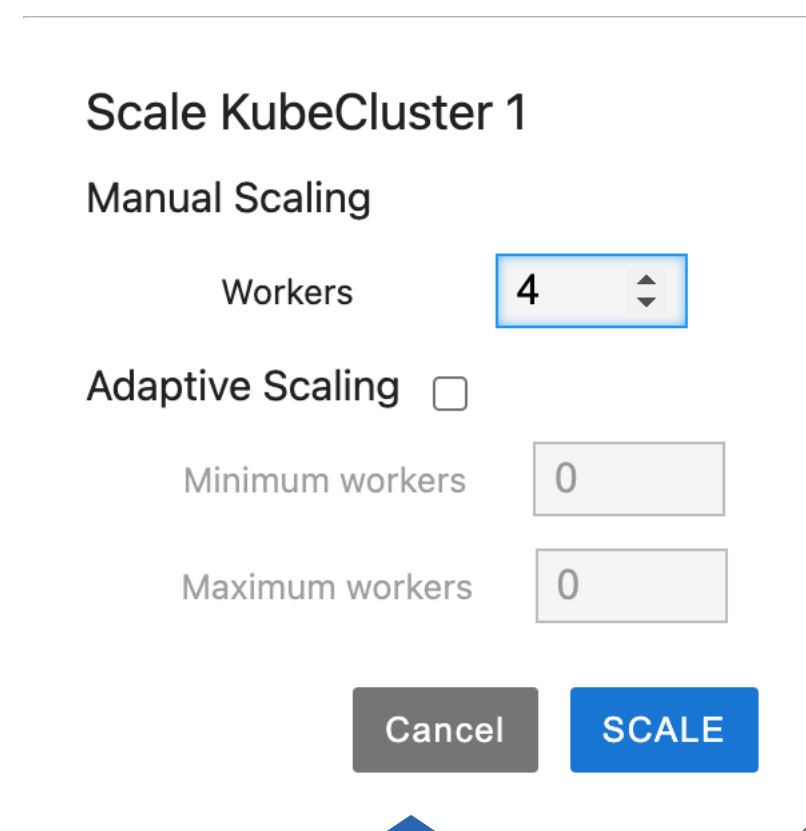 Scale KubeCluster 1
Manual Scaling
Workers 4
Adaptive Scaling
Minimum workers 0
Maximum workers 0
Cancel SCALE